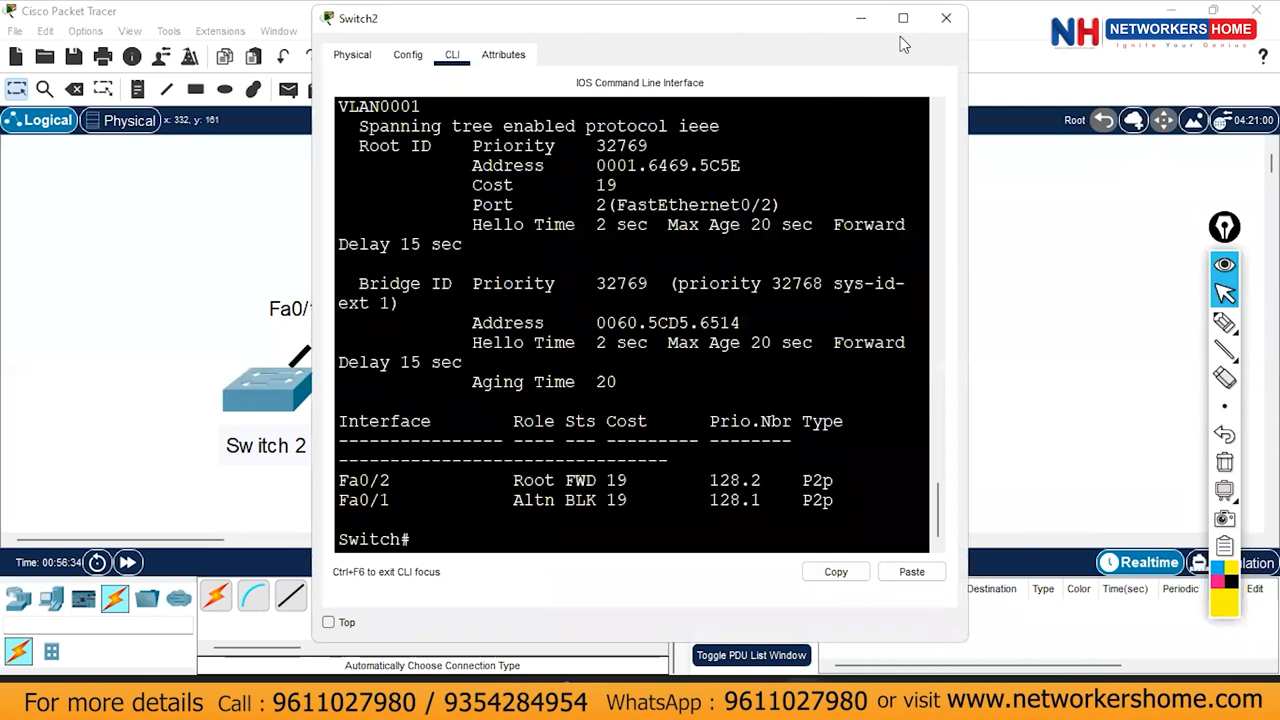 Cisco Packet Tracer
File Edit Options View Tools Extensions Window
Switch2
NH NETWORKERS HOME
Ignite Your Genius
?
Physical Config CLI Attributes
IOS Command Line Interface
Logical Physical x: 332, y: 161
Root 04:21:00
VLAN0001
Spanning tree enabled protocol ieee
Root ID Priority 32769
Address 0001.6469.5C5E
Cost 19
Port 2(FastEthernet0/2)
Hello Time 2 sec Max Age 20 sec Forward
Delay 15 sec
Bridge ID Priority 32769 (priority 32768 sys-id-
ext 1)
Address 0060.5CD5.6514
Hello Time 2 sec Max Age 20 sec Forward
Delay 15 sec
Aging Time 20
Interface Role Sts Cost Prio.Nbr Type
---------------- ---- --- --------- --------
--------------------------------
Fa0/2 Root FWD 19 128.2 P2p
Fa0/1 Altn BLK 19 128.1 P2p
Switch#
Fa0/1
Switch 2
Ctrl+F6 to exit CLI focus
Copy Paste
Top
Time: 00:56:34
Realtime
Destination Type Color Time(sec) Periodic Edit
Automatically Choose Connection Type
Toggle PDU List Window
For more details Call : 9611027980 / 9354284954 WhatsApp : 9611027980 or visit www.networkershome.com